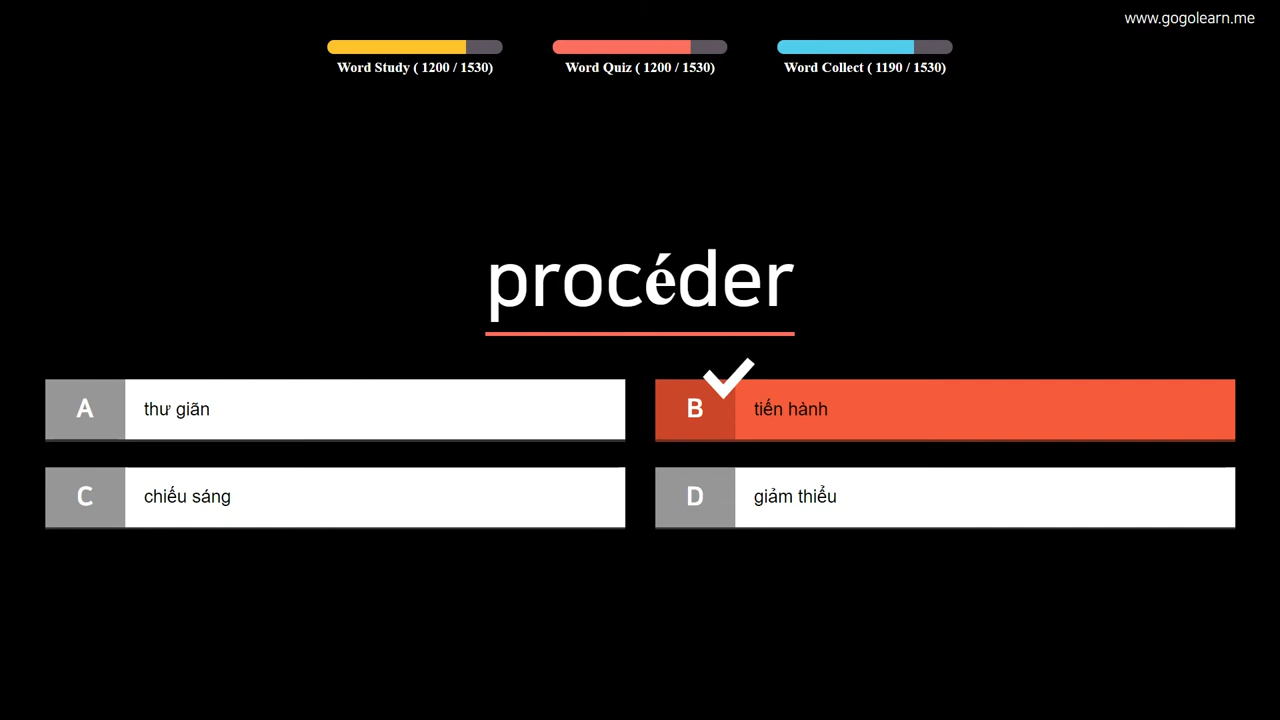 www.gogolearn.me
Word Study ( 1200 / 1530)
Word Quiz ( 1200 / 1530)
Word Collect ( 1190 / 1530)
procéder
A thư giãn
B tiến hành
C chiếu sáng
D giảm thiểu